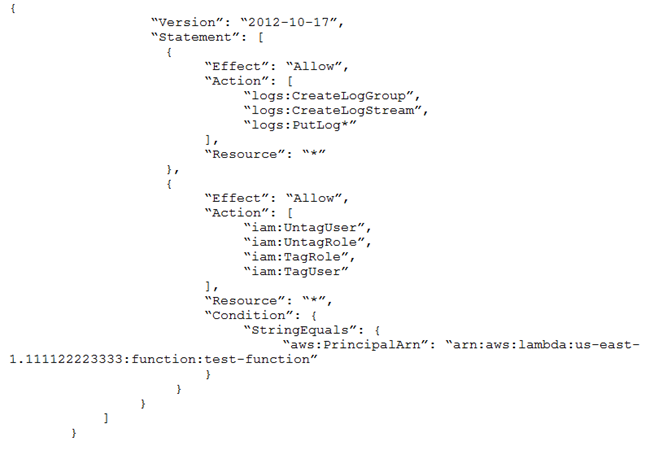 {
“Version”: “2012-10-17”,
“Statement”: [
{
“Effect”: “Allow”,
“Action”: [
“logs:CreateLogGroup”,
“logs:CreateLogStream”,
“logs:PutLog*”
],
“Resource”: “*”
},
{
“Effect”: “Allow”,
“Action”: [
“iam:UntagUser”,
“iam:UntagRole”,
“iam:TagRole”,
“iam:TagUser”
],
“Resource”: “*”,
“Condition”: {
“StringEquals”: {
“aws:PrincipalArn”: “arn:aws:lambda:us-east-
1.111122223333:function:test-function”
}
}
}
]
}